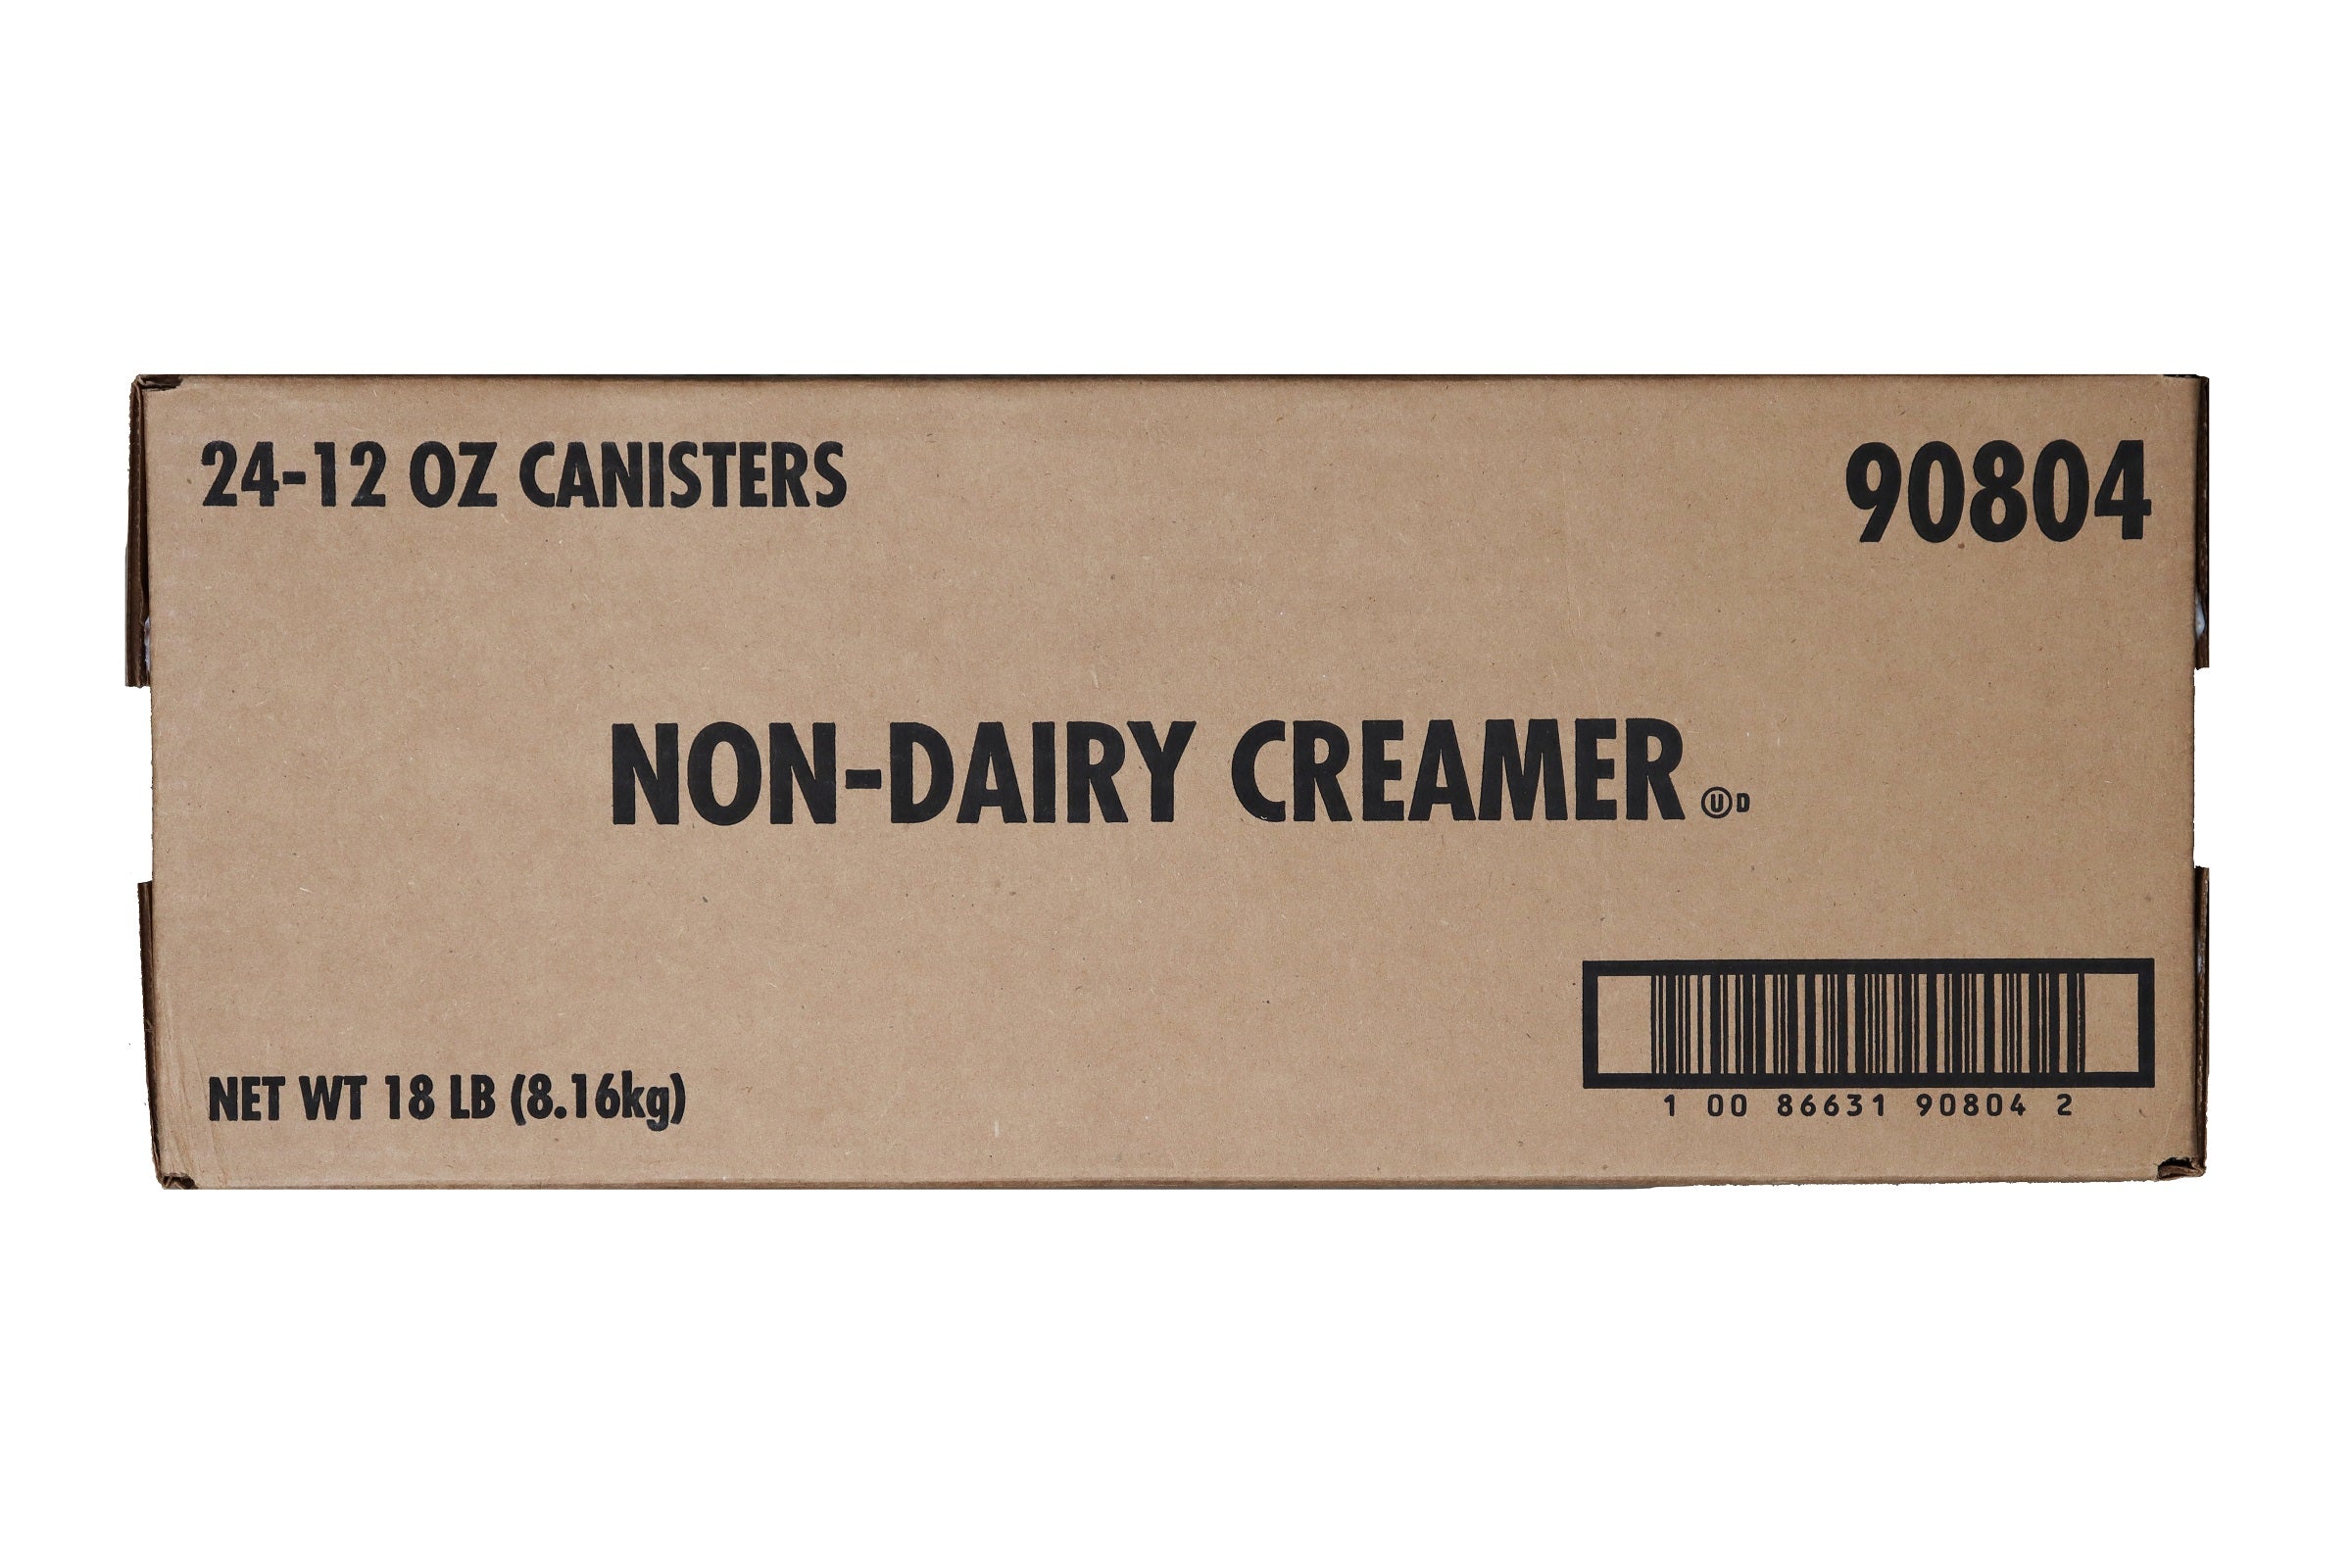 24-12 OZ CANISTERS
90804
NON-DAIRY CREAMER ⓊD
NET WT 18 LB (8.16kg)
1 00 86631 90804 2